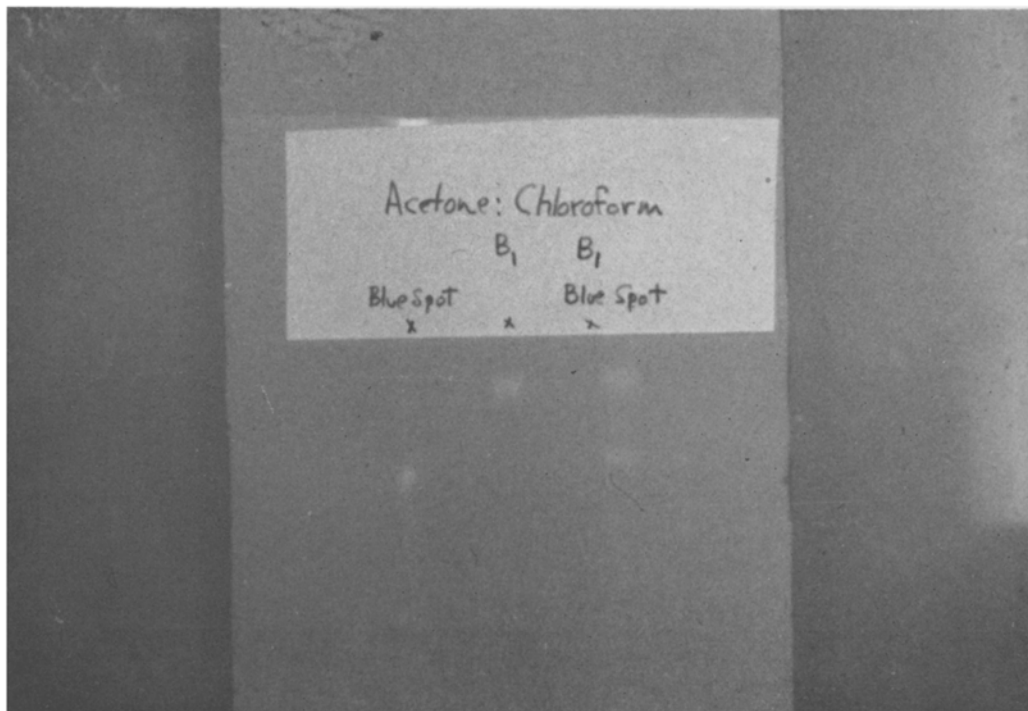 Acetone: Chloroform
B₁ B₁
Blue Spot Blue Spot
x x x